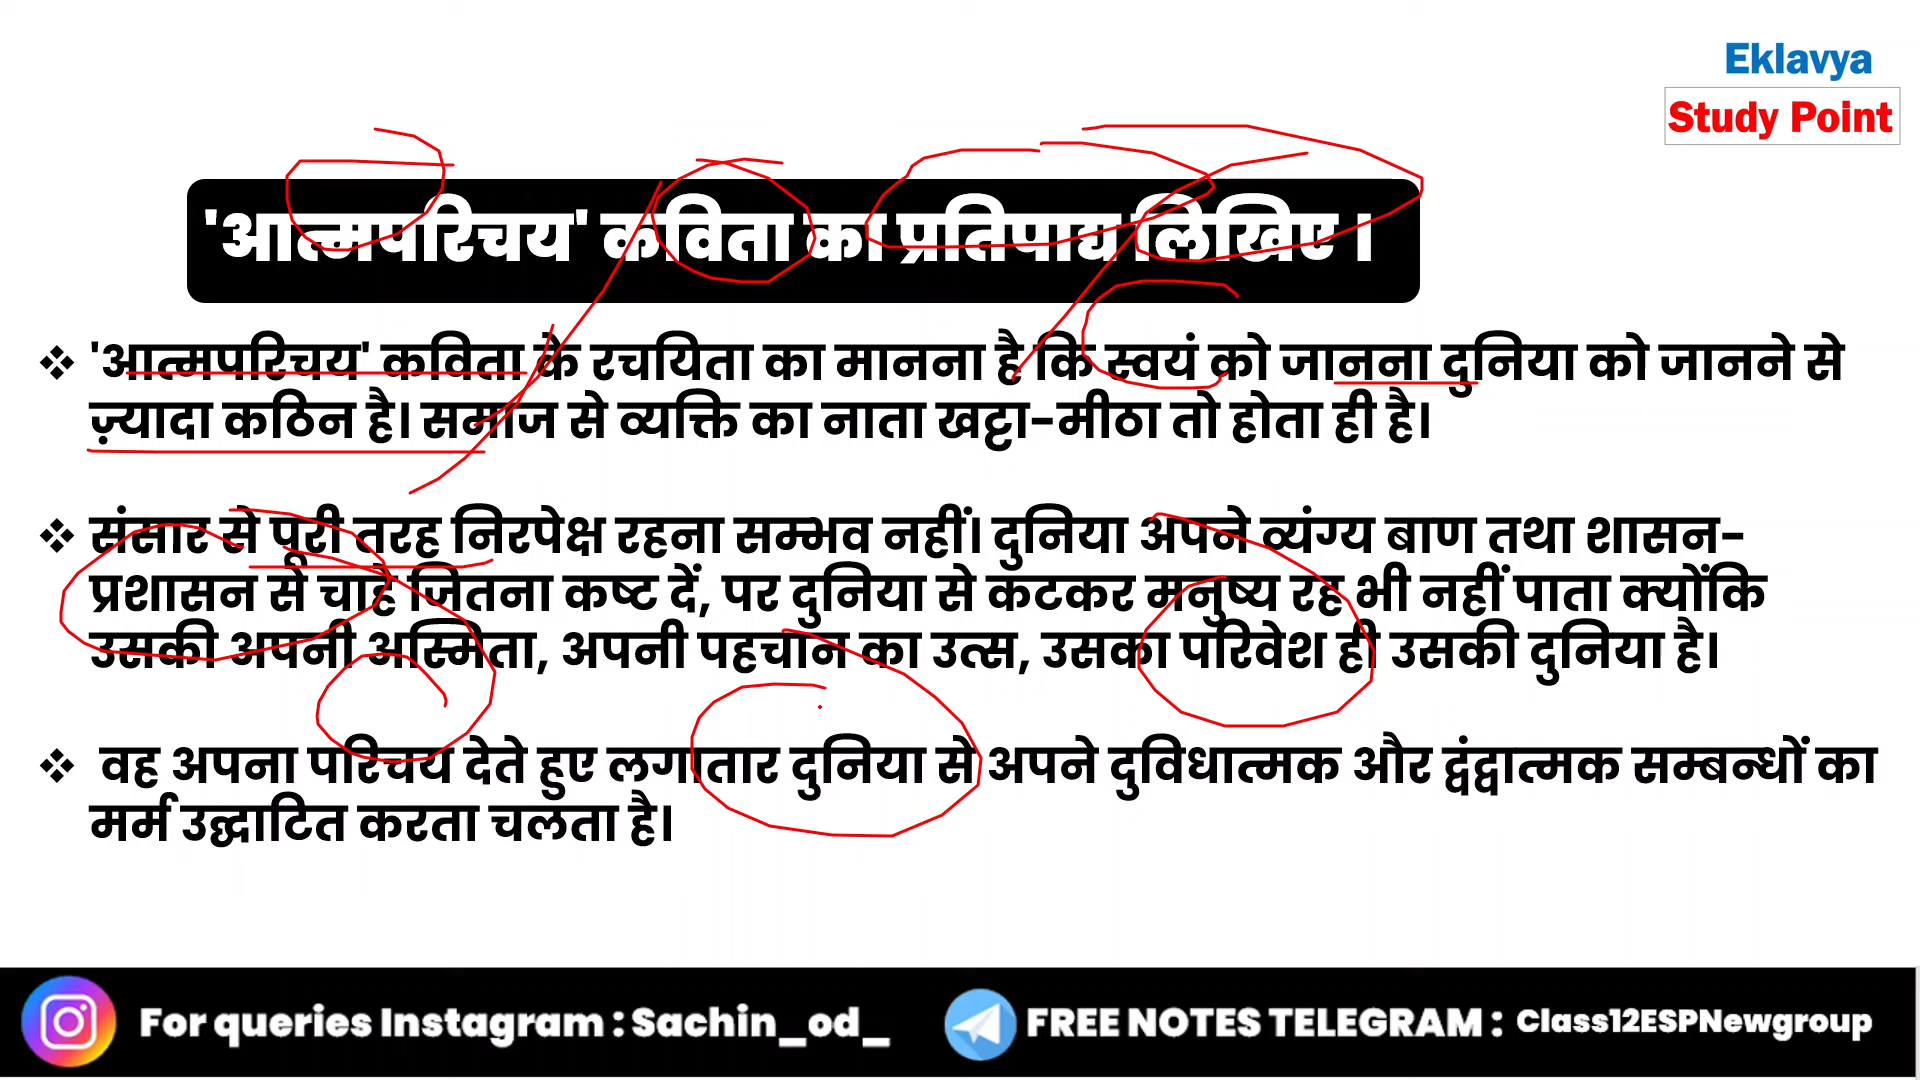 Eklavya
Study Point
'आत्मपरिचय' कविता का प्रतिपाद्य लिखिए ।
❖ 'आत्मपरिचय' कविता के रचयिता का मानना है कि स्वयं को जानना दुनिया को जानने से
ज़्यादा कठिन है। समाज से व्यक्ति का नाता खट्टा-मीठा तो होता ही है।
❖ संसार से पूरी तरह निरपेक्ष रहना सम्भव नहीं। दुनिया अपने व्यंग्य बाण तथा शासन-
प्रशासन से चाहे जितना कष्ट दें, पर दुनिया से कटकर मनुष्य रह भी नहीं पाता क्योंकि
उसकी अपनी अस्मिता, अपनी पहचान का उत्स, उसका परिवेश ही उसकी दुनिया है।
❖ वह अपना परिचय देते हुए लगातार दुनिया से अपने दुविधात्मक और द्वंद्वात्मक सम्बन्धों का
मर्म उद्घाटित करता चलता है।
For queries Instagram : Sachin_od_ FREE NOTES TELEGRAM : Class12ESPNewgroup